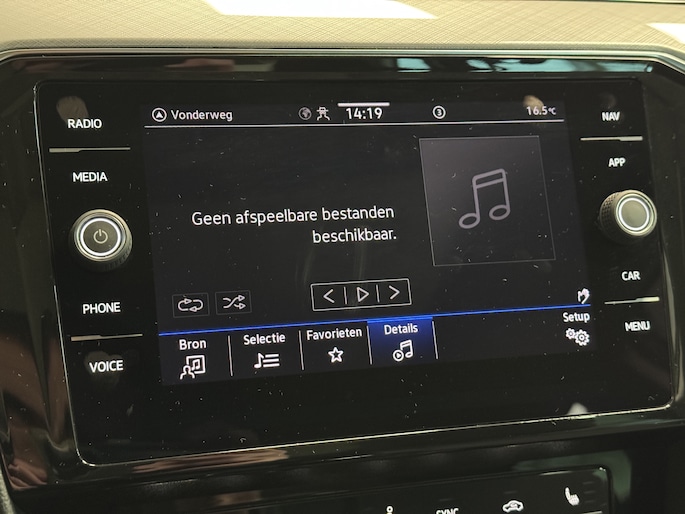 RADIO
MEDIA
PHONE
VOICE
Vonderweg
14:19
3
16.5°C
Geen afspeelbare bestanden
beschikbaar.
Bron
Selectie
Favorieten
Details
Setup
NAV
APP
CAR
MENU
SYNC